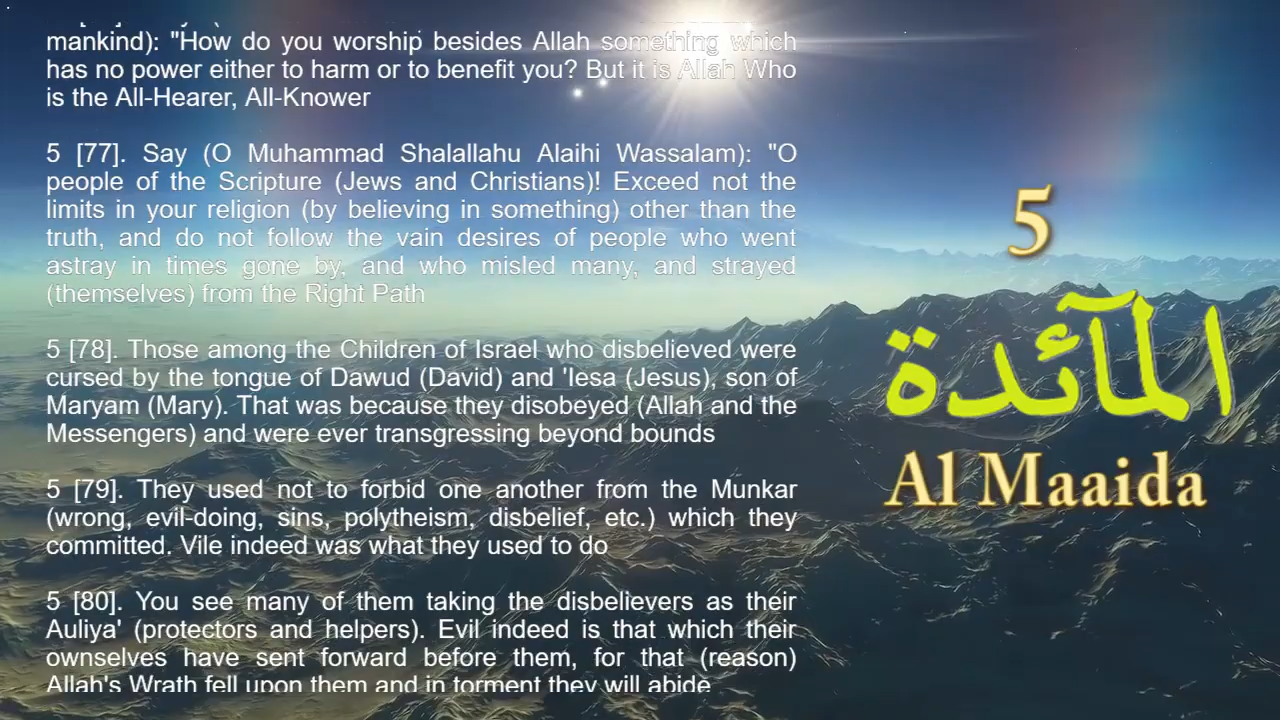 mankind): "How do you worship besides Allah something which
has no power either to harm or to benefit you? But it is Allah Who
is the All-Hearer, All-Knower
5 [77]. Say (O Muhammad Shalallahu Alaihi Wassalam): "O
people of the Scripture (Jews and Christians)! Exceed not the
limits in your religion (by believing in something) other than the
truth, and do not follow the vain desires of people who went
astray in times gone by, and who misled many, and strayed
(themselves) from the Right Path
5 [78]. Those among the Children of Israel who disbelieved were
cursed by the tongue of Dawud (David) and 'Iesa (Jesus), son of
Maryam (Mary). That was because they disobeyed (Allah and the
Messengers) and were ever transgressing beyond bounds
5 [79]. They used not to forbid one another from the Munkar
(wrong, evil-doing, sins, polytheism, disbelief, etc.) which they
committed. Vile indeed was what they used to do
5 [80]. You see many of them taking the disbelievers as their
Auliya' (protectors and helpers). Evil indeed is that which their
ownselves have sent forward before them, for that (reason)
Allah's Wrath fell upon them and in torment they will abide
5
المآئدة
Al Maaida